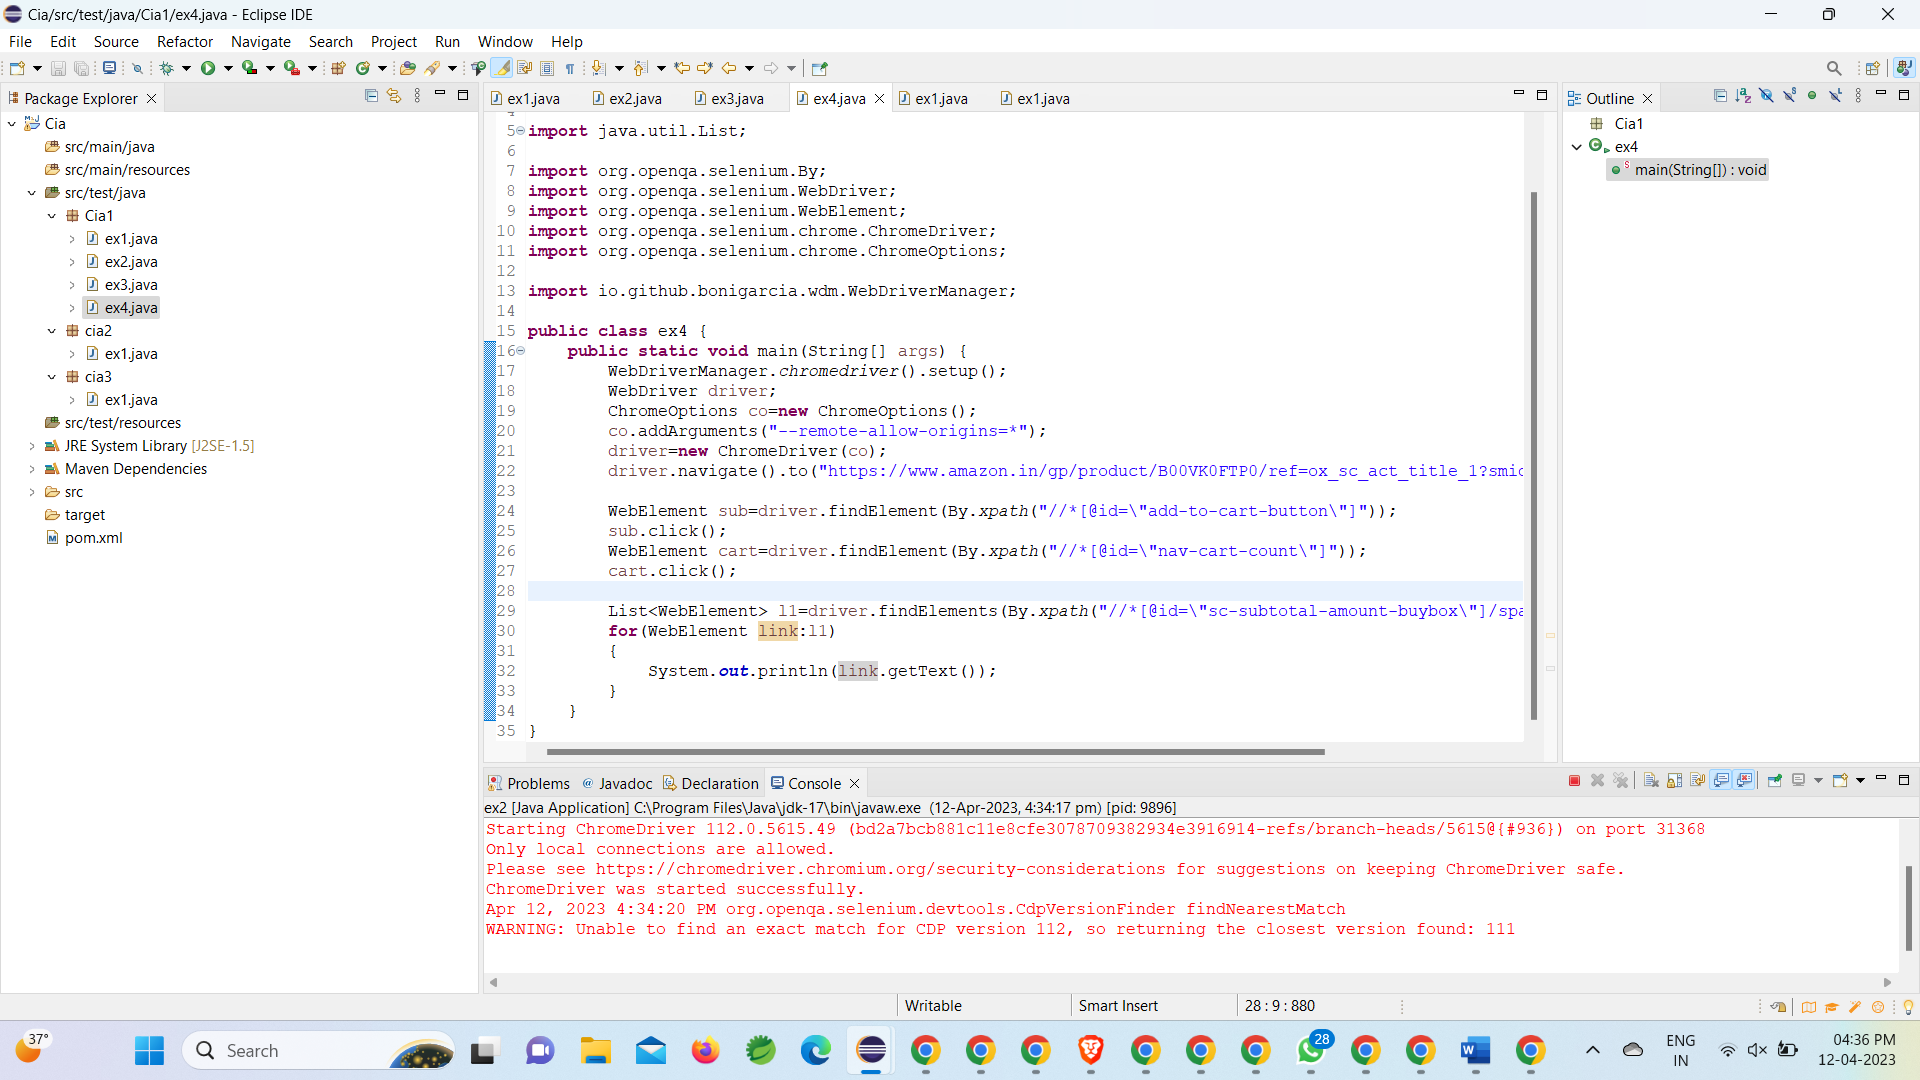 Cia/src/test/java/Cia1/ex4.java - Eclipse IDE
File Edit Source Refactor Navigate Search Project Run Window Help
Package Explorer
Cia
src/main/java
src/main/resources
src/test/java
Cia1
ex1.java
ex2.java
ex3.java
ex4.java
cia2
ex1.java
cia3
ex1.java
src/test/resources
JRE System Library [J2SE-1.5]
Maven Dependencies
src
target
pom.xml
ex1.java ex2.java ex3.java ex4.java ex1.java ex1.java
5 import java.util.List;
6
7 import org.openqa.selenium.By;
8 import org.openqa.selenium.WebDriver;
9 import org.openqa.selenium.WebElement;
10 import org.openqa.selenium.chrome.ChromeDriver;
11 import org.openqa.selenium.chrome.ChromeOptions;
12
13 import io.github.bonigarcia.wdm.WebDriverManager;
14
15 public class ex4 {
16 public static void main(String[] args) {
17 WebDriverManager.chromedriver().setup();
18 WebDriver driver;
19 ChromeOptions co=new ChromeOptions();
20 co.addArguments("--remote-allow-origins=*");
21 driver=new ChromeDriver(co);
22 driver.navigate().to("https://www.amazon.in/gp/product/B00VK0FTP0/ref=ox_sc_act_title_1?smic
23
24 WebElement sub=driver.findElement(By.xpath("//*[@id=\"add-to-cart-button\"]"));
25 sub.click();
26 WebElement cart=driver.findElement(By.xpath("//*[@id=\"nav-cart-count\"]"));
27 cart.click();
28
29 List<WebElement> l1=driver.findElements(By.xpath("//*[@id=\"sc-subtotal-amount-buybox\"]/spa
30 for(WebElement link:l1)
31 {
32 System.out.println(link.getText());
33 }
34 }
35 }
Outline
Cia1
ex4
main(String[]) : void
Problems Javadoc Declaration Console
ex2 [Java Application] C:\Program Files\Java\jdk-17\bin\javaw.exe (12-Apr-2023, 4:34:17 pm) [pid: 9896]
Starting ChromeDriver 112.0.5615.49 (bd2a7bcb881c11e8cfe3078709382934e3916914-refs/branch-heads/5615@{#936}) on port 31368
Only local connections are allowed.
Please see https://chromedriver.chromium.org/security-considerations for suggestions on keeping ChromeDriver safe.
ChromeDriver was started successfully.
Apr 12, 2023 4:34:20 PM org.openqa.selenium.devtools.CdpVersionFinder findNearestMatch
WARNING: Unable to find an exact match for CDP version 112, so returning the closest version found: 111
Writable Smart Insert 28 : 9 : 880
37°
Search
28
ENG
IN
04:36 PM
12-04-2023